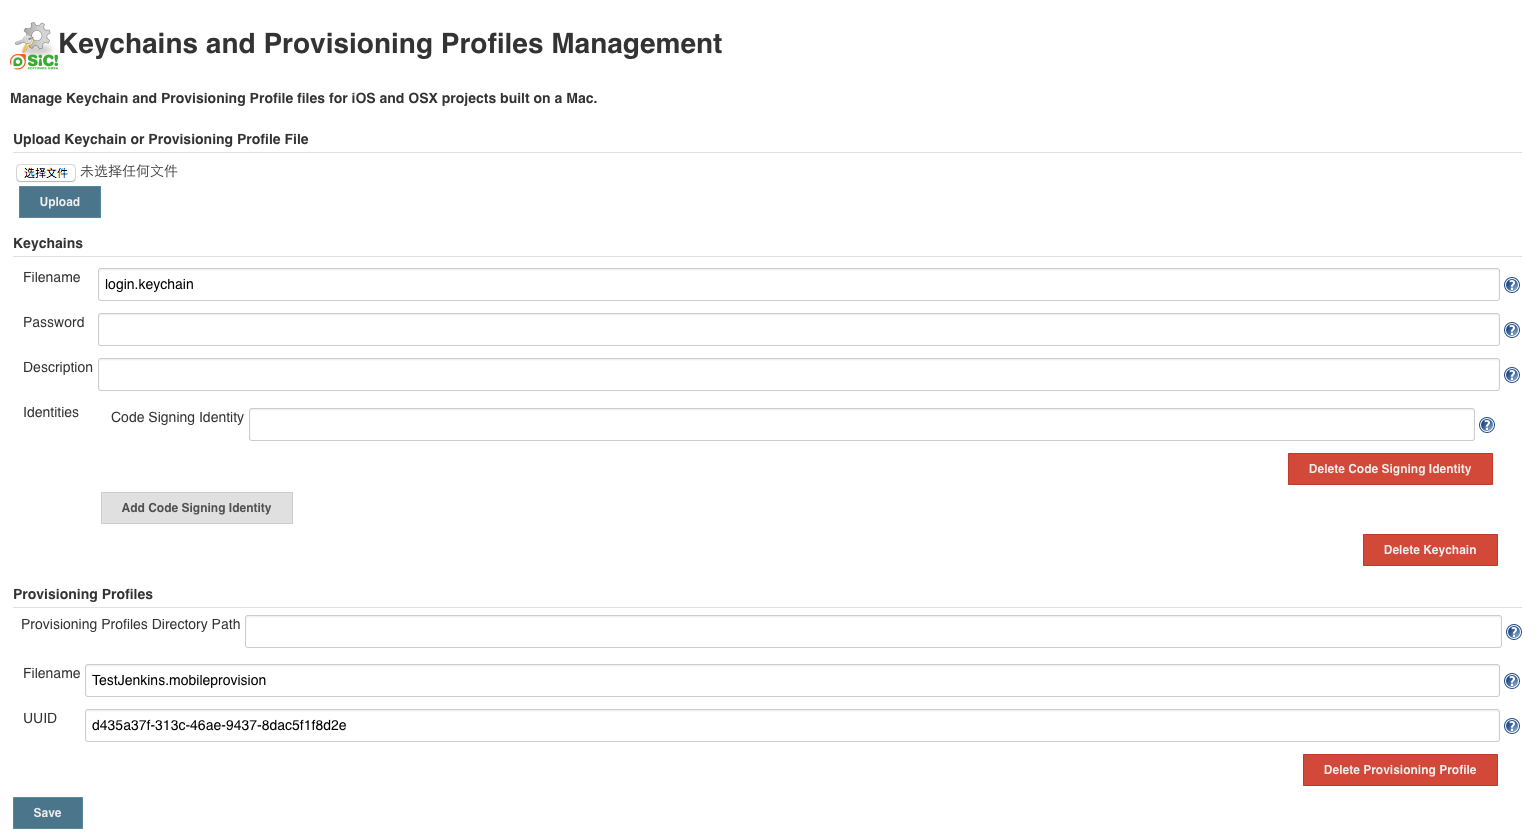 Keychains and Provisioning Profiles Management
Manage Keychain and Provisioning Profile files for iOS and OSX projects built on a Mac.
Upload Keychain or Provisioning Profile File
选择文件 未选择任何文件
Upload
Keychains
Filename login.keychain
Password
Description
Identities Code Signing Identity
Delete Code Signing Identity
Add Code Signing Identity
Delete Keychain
Provisioning Profiles
Provisioning Profiles Directory Path
Filename TestJenkins.mobileprovision
UUID d435a37f-313c-46ae-9437-8dac5f1f8d2e
Delete Provisioning Profile
Save